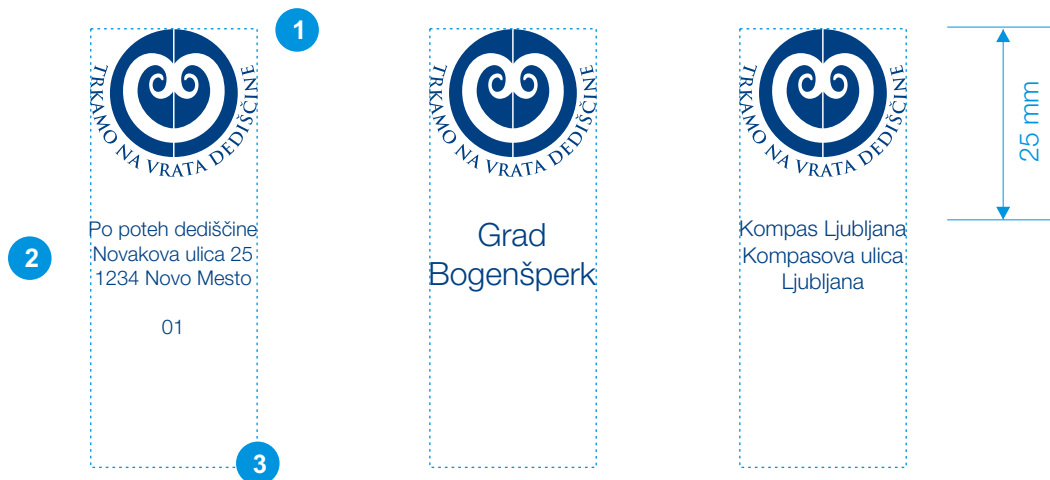 1
TRKAMO NA VRATA DEDIŠČINE
2
Po poteh dediščine
Novakova ulica 25
1234 Novo Mesto
01
3
TRKAMO NA VRATA DEDIŠČINE
Grad
Bogenšperk
TRKAMO NA VRATA DEDIŠČINE
Kompas Ljubljana
Kompasova ulica
Ljubljana
25 mm